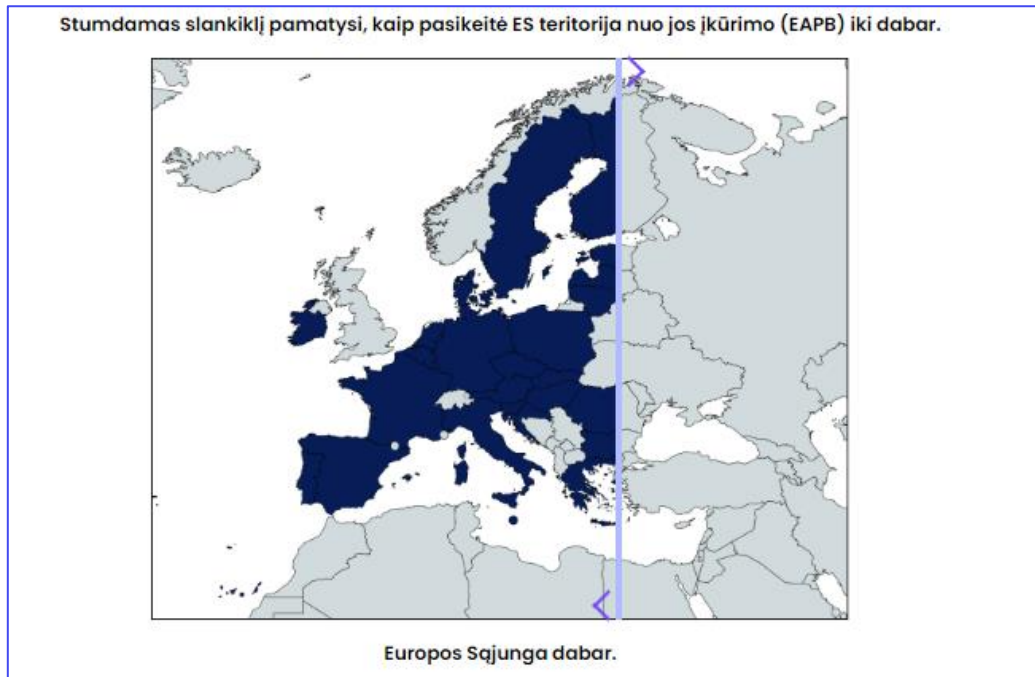 Stumdamas slankiklį pamatysi, kaip pasikeitė ES teritorija nuo jos įkūrimo (EAPB) iki dabar.
Europos Sąjunga dabar.